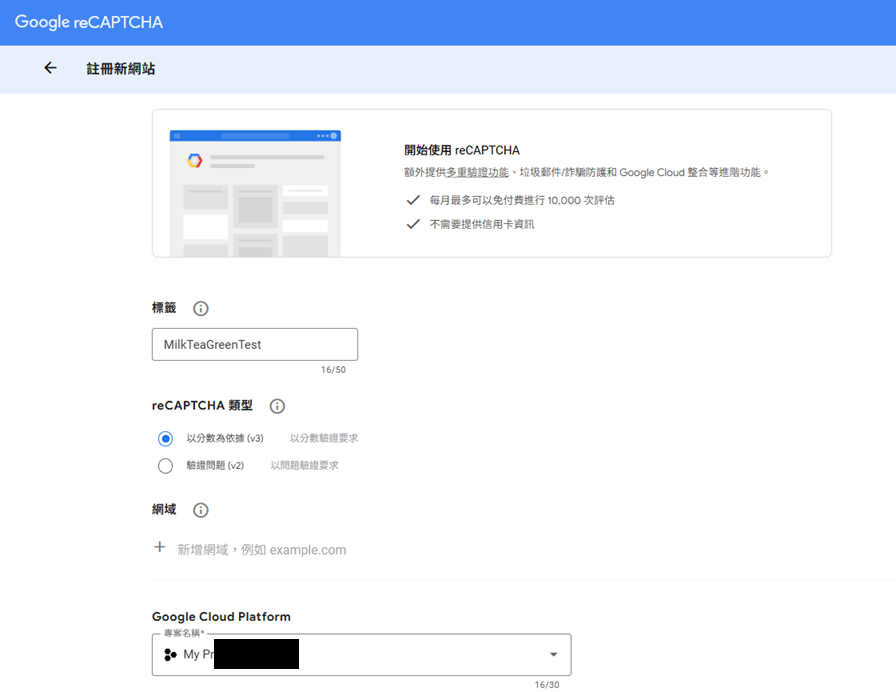 Google reCAPTCHA
註冊新網站
開始使用 reCAPTCHA
額外提供多重驗證功能、垃圾郵件/詐騙防護和 Google Cloud 整合等進階功能。
每月最多可以免付費進行 10,000 次評估
不需要提供信用卡資訊
標籤
MilkTeaGreenTest
16/50
reCAPTCHA 類型
以分數為依據 (v3) 以分數驗證要求
驗證問題 (v2) 以問題驗證要求
網域
新增網域，例如 example.com
Google Cloud Platform
專案名稱*
My Pr
16/30